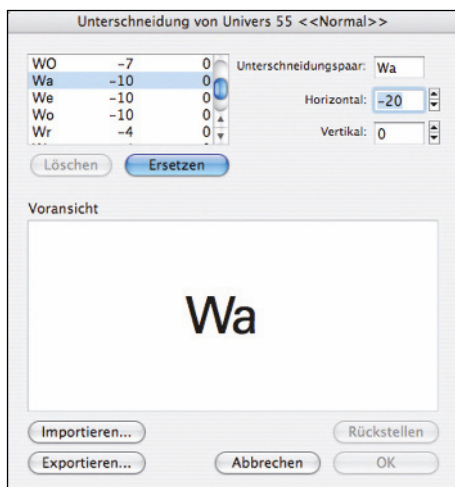 Unterschneidung von Univers 55 <<Normal>>
WO -7 0
Wa -10 0
We -10 0
Wo -10 0
Wr -4 0
Unterschneidungspaar: Wa
Horizontal: -20
Vertikal: 0
Löschen Ersetzen
Voransicht
Wa
Importieren... Rückstellen
Exportieren... Abbrechen OK